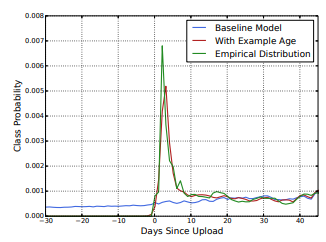 0.008
0.007
0.006
0.005
0.004
0.003
0.002
0.001
0.000
Class Probability
Baseline Model
With Example Age
Empirical Distribution
−30 −20 −10 0 10 20 30 40
Days Since Upload